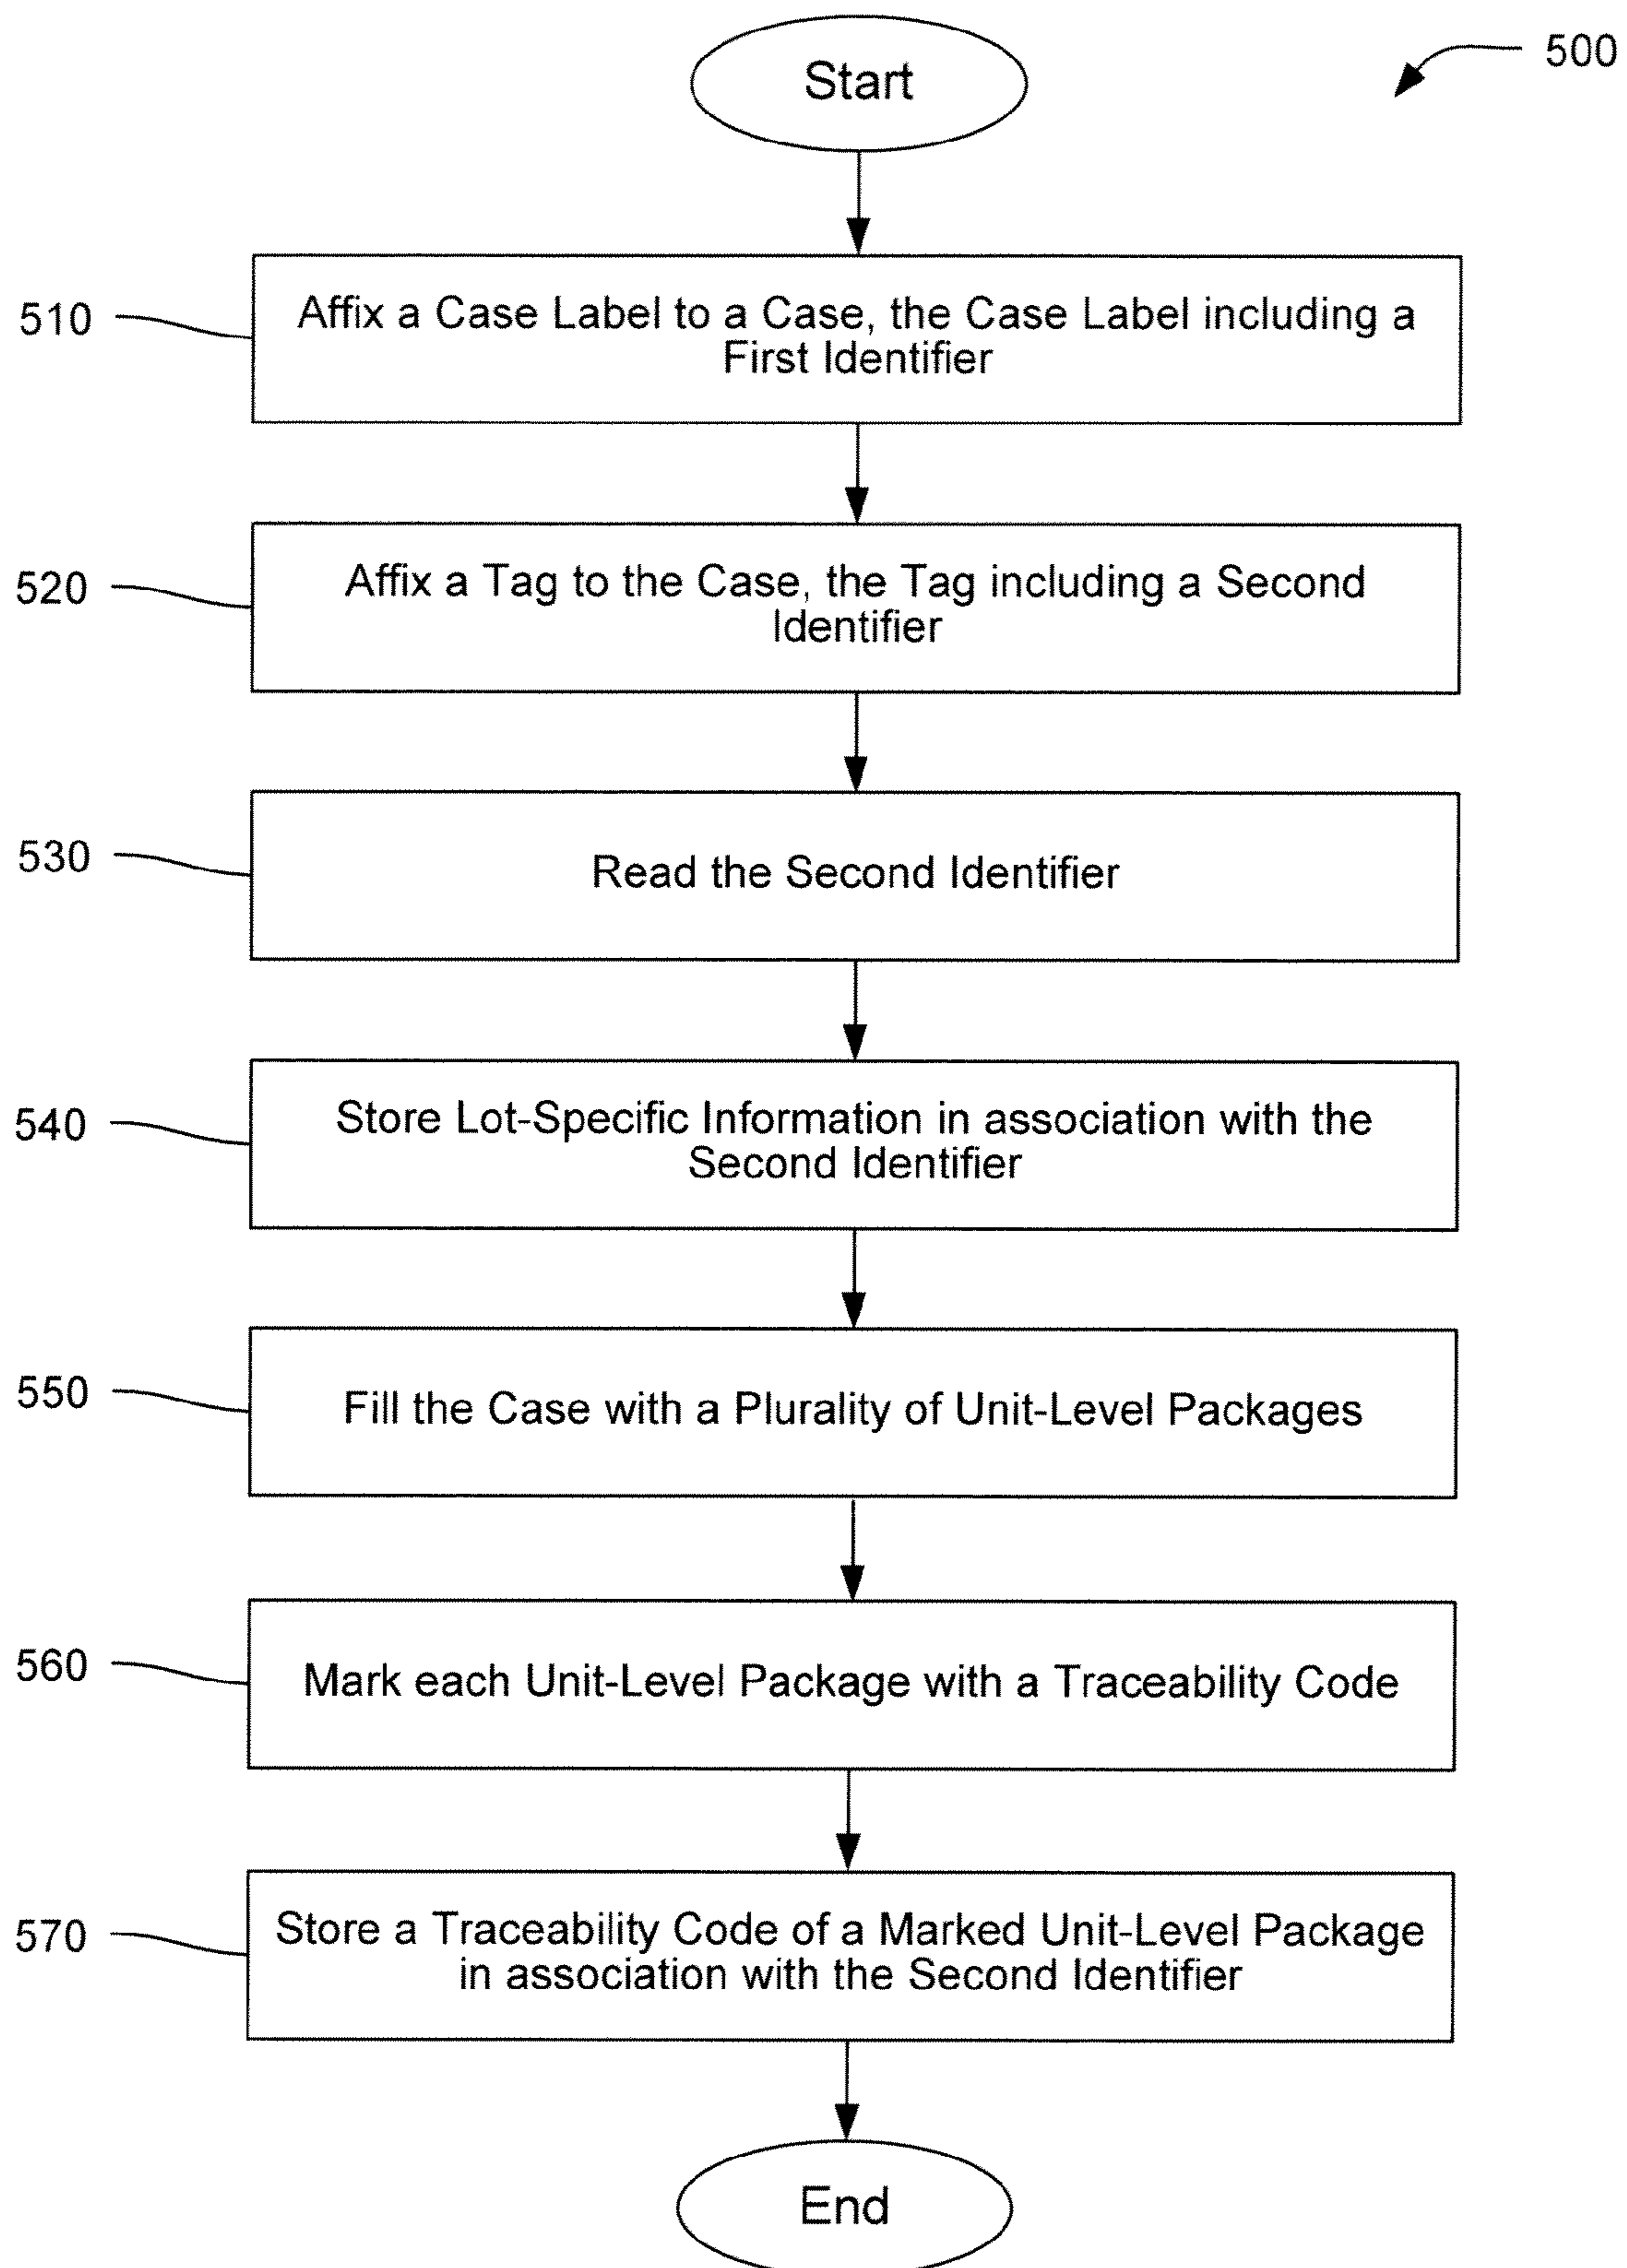 Start
500
510
Affix a Case Label to a Case, the Case Label including a
First Identifier
520
Affix a Tag to the Case, the Tag including a Second
Identifier
530
Read the Second Identifier
540
Store Lot-Specific Information in association with the
Second Identifier
550
Fill the Case with a Plurality of Unit-Level Packages
560
Mark each Unit-Level Package with a Traceability Code
570
Store a Traceability Code of a Marked Unit-Level Package
in association with the Second Identifier
End